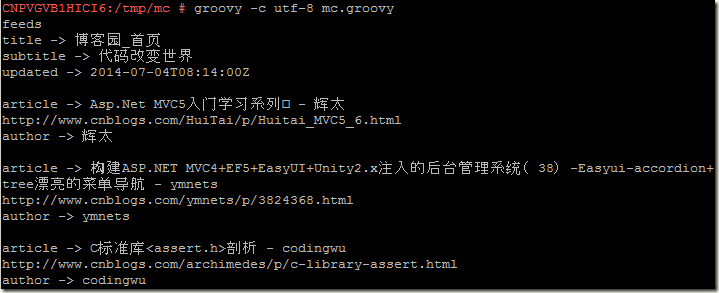 CNPVGVB1HICI6:/tmp/mc # groovy -c utf-8 mc.groovy
feeds
title -> 博客园_首页
subtitle -> 代码改变世界
updated -> 2014-07-04T08:14:00Z
article -> Asp.Net MVC5入门学习系列 - 辉太
http://www.cnblogs.com/HuiTai/p/Huitai_MVC5_6.html
author -> 辉太
article -> 构建ASP.NET MVC4+EF5+EasyUI+Unity2.x注入的后台管理系统( 38) -Easyui-accordion+
tree漂亮的菜单导航 - ymnets
http://www.cnblogs.com/ymnets/p/3824368.html
author -> ymnets
article -> C标准库<assert.h>剖析 - codingwu
http://www.cnblogs.com/archimedes/p/c-library-assert.html
author -> codingwu